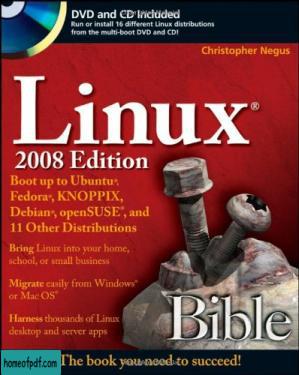 DVD and CD Included
Run or install 16 different Linux distributions
from the multi-boot DVD and CD!
Christopher Negus
Linux®
2008 Edition
Boot up to Ubuntu®,
Fedora®, KNOPPIX,
Debian®, openSUSE®, and
11 Other Distributions
Bring Linux into your home,
school, or small business
Migrate easily from Windows®
or Mac OS®
Harness thousands of Linux
desktop and server apps
Bible
homeofpdf.com
The book you need to succeed!